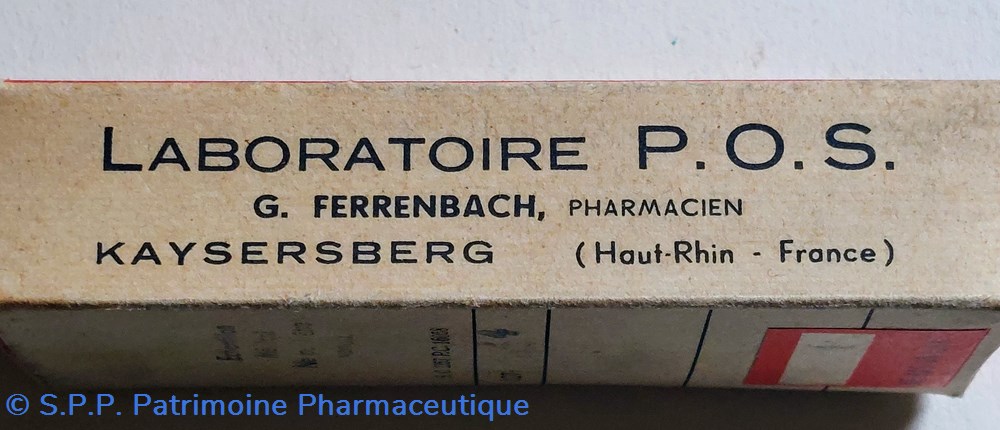 LABORATOIRE P.O.S.
G. FERRENBACH, PHARMACIEN
KAYSERSBERG (Haut-Rhin - France)
© S.P.P. Patrimoine Pharmaceutique